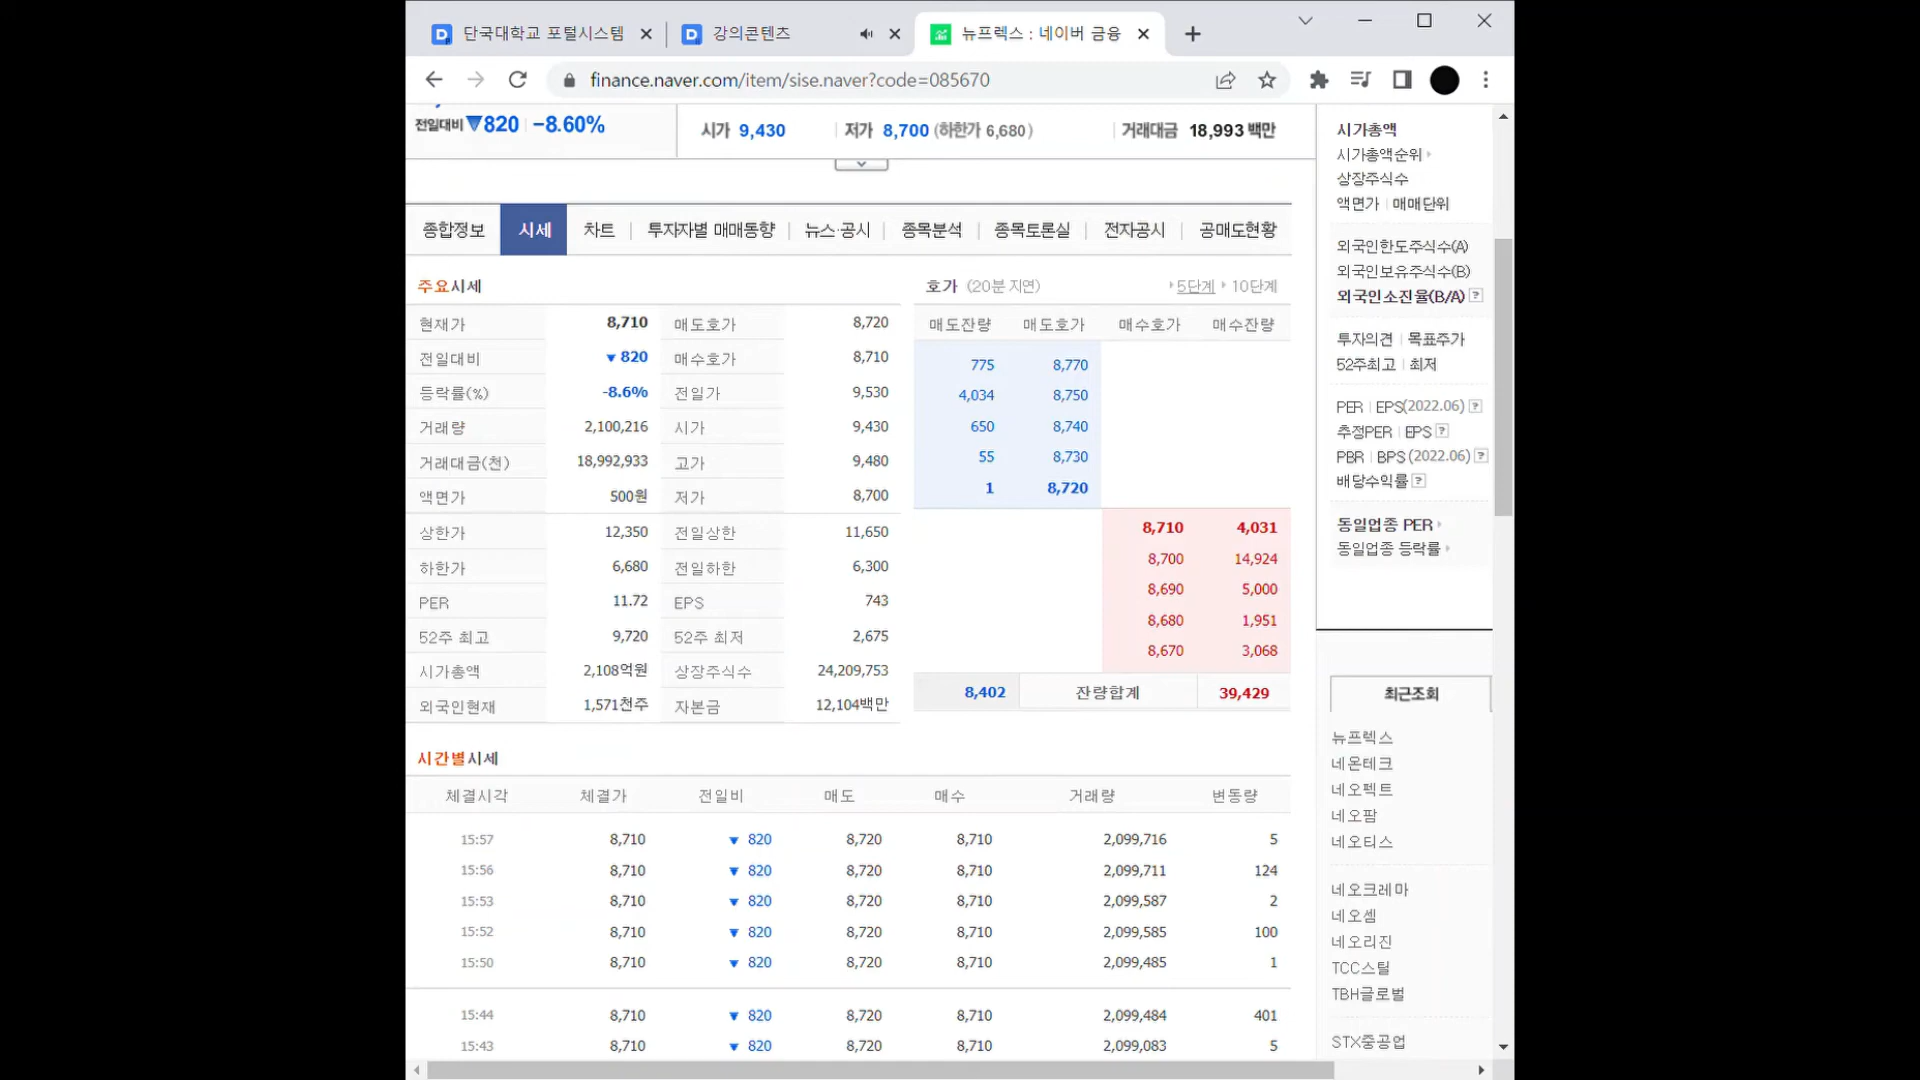 단국대학교 포털시스템
강의콘텐츠
뉴프렉스 : 네이버 금융
finance.naver.com/item/sise.naver?code=085670
전일대비 ▼820 -8.60%
시가 9,430 저가 8,700 (하한가 6,680) 거래대금 18,993 백만
종합정보 시세 차트 투자자별 매매동향 뉴스·공시 종목분석 종목토론실 전자공시 공매도현황
주요시세
현재가 8,710 매도호가 8,720
전일대비 ▼ 820 매수호가 8,710
등락률(%) -8.6% 전일가 9,530
거래량 2,100,216 시가 9,430
거래대금(천) 18,992,933 고가 9,480
액면가 500원 저가 8,700
상한가 12,350 전일상한 11,650
하한가 6,680 전일하한 6,300
PER 11.72 EPS 743
52주 최고 9,720 52주 최저 2,675
시가총액 2,108억원 상장주식수 24,209,753
외국인현재 1,571천주 자본금 12,104백만
호가 (20분 지연) 5단계 10단계
매도잔량 매도호가 매수호가 매수잔량
775 8,770
4,034 8,750
650 8,740
55 8,730
1 8,720
8,710 4,031
8,700 14,924
8,690 5,000
8,680 1,951
8,670 3,068
8,402 잔량합계 39,429
시간별시세
체결시각 체결가 전일비 매도 매수 거래량 변동량
15:57 8,710 ▼ 820 8,720 8,710 2,099,716 5
15:56 8,710 ▼ 820 8,720 8,710 2,099,711 124
15:53 8,710 ▼ 820 8,720 8,710 2,099,587 2
15:52 8,710 ▼ 820 8,720 8,710 2,099,585 100
15:50 8,710 ▼ 820 8,720 8,710 2,099,485 1
15:44 8,710 ▼ 820 8,720 8,710 2,099,484 401
15:43 8,710 ▼ 820 8,720 8,710 2,099,083 5
시가총액
시가총액순위
상장주식수
액면가 | 매매단위
외국인한도주식수(A)
외국인보유주식수(B)
외국인소진율(B/A) ?
투자의견 | 목표주가
52주최고 | 최저
PER | EPS(2022.06) ?
추정PER | EPS ?
PBR | BPS (2022.06) ?
배당수익률 ?
동일업종 PER
동일업종 등락률
최근조회
뉴프렉스
네몬테크
네오펙트
네오팜
네오티스
네오크레마
네오셈
네오리진
TCC스틸
TBH글로벌
STX중공업